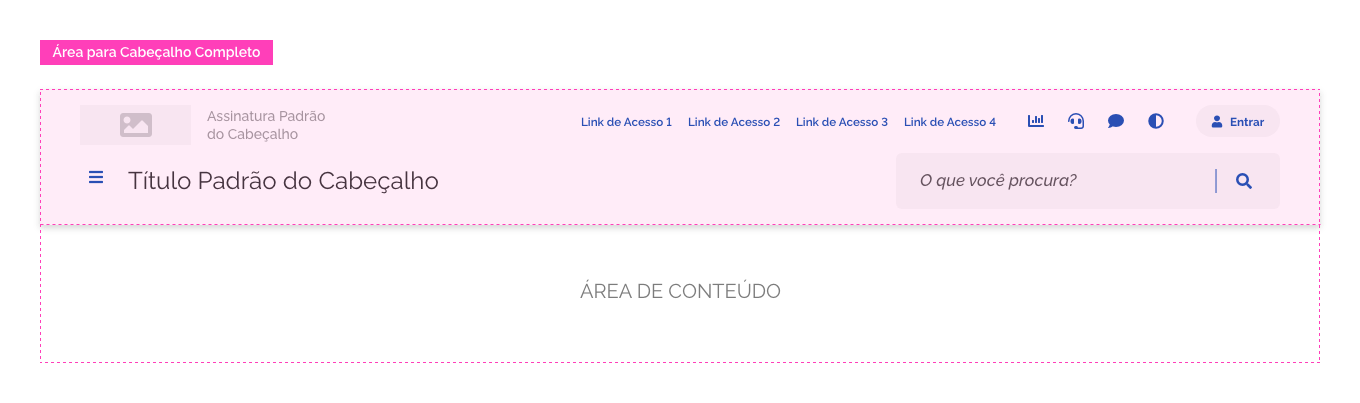 Área para Cabeçalho Completo
Assinatura Padrão
do Cabeçalho
Link de Acesso 1
Link de Acesso 2
Link de Acesso 3
Link de Acesso 4
Entrar
Título Padrão do Cabeçalho
O que você procura?
ÁREA DE CONTEÚDO